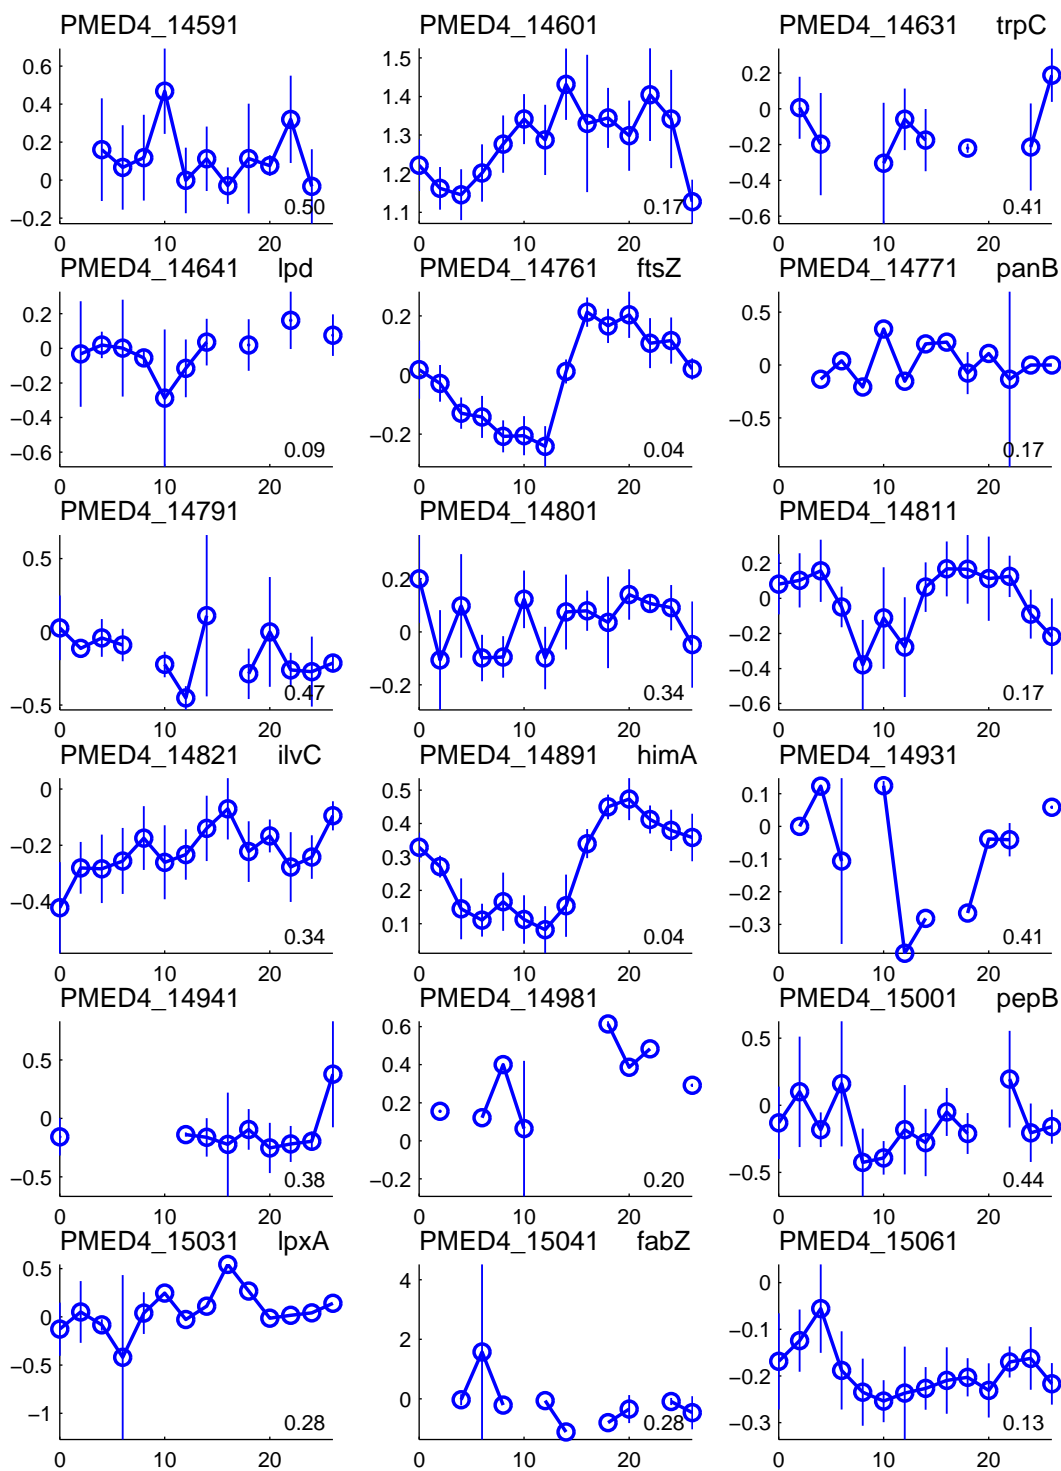 PMED4_14591 PMED4_14601 PMED4_14631 trpC
0.6 0.4 0.2 0 −0.2 0.50 1.5 1.4 1.3 1.2 1.1 0.17 0.2 0 −0.2 −0.4 −0.6 0.41
0 10 20 0 10 20 0 10 20
PMED4_14641 lpd PMED4_14761 ftsZ PMED4_14771 panB
0.2 0 −0.2 −0.4 −0.6 0.09 0.2 0 −0.2 0.04 0.5 0 −0.5 0.17
0 10 20 0 10 20 0 10 20
PMED4_14791 PMED4_14801 PMED4_14811
0.5 0 −0.5 0.47 0.2 0 −0.2 0.34 0.2 0 −0.2 −0.4 −0.6 0.17
0 10 20 0 10 20 0 10 20
PMED4_14821 ilvC PMED4_14891 himA PMED4_14931
0 −0.2 −0.4 0.34 0.5 0.4 0.3 0.2 0.1 0.04 0.1 0 −0.1 −0.2 −0.3 0.41
0 10 20 0 10 20 0 10 20
PMED4_14941 PMED4_14981 PMED4_15001 pepB
0.5 0 −0.5 0.38 0.6 0.4 0.2 0 −0.2 0.20 0.5 0 −0.5 0.44
0 10 20 0 10 20 0 10 20
PMED4_15031 lpxA PMED4_15041 fabZ PMED4_15061
0.5 0 −0.5 −1 0.28 4 2 0 0.28 0 −0.1 −0.2 −0.3 0.13
0 10 20 0 10 20 0 10 20